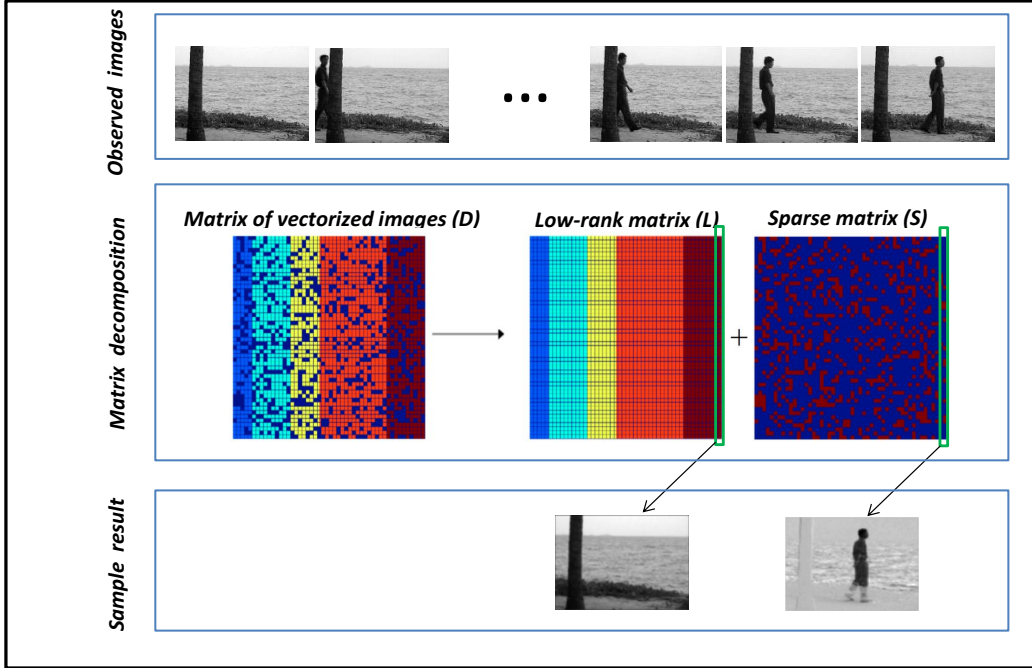 Observed images
...
Matrix decomposition
Matrix of vectorized images (D)
Low-rank matrix (L)
Sparse matrix (S)
+
Sample result